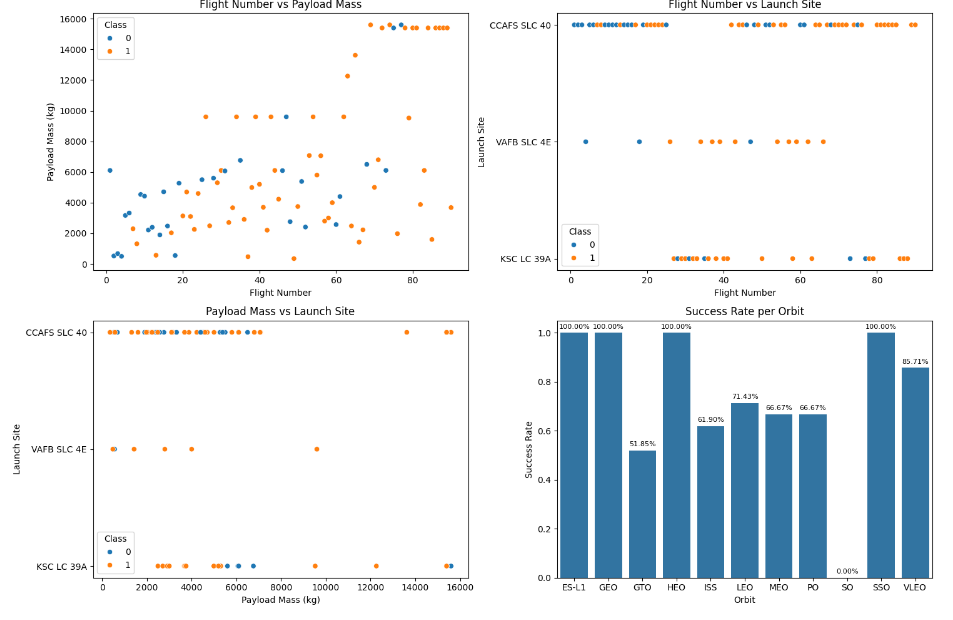 Flight Number vs Payload Mass
16000
14000
12000
10000
8000
6000
4000
2000
0
Payload Mass (kg)
Class
0
1
0
20
40
60
80
Flight Number
Flight Number vs Launch Site
CCAFS SLC 40
VAFB SLC 4E
KSC LC 39A
Launch Site
Class
0
1
0
20
40
60
80
Flight Number
Payload Mass vs Launch Site
CCAFS SLC 40
VAFB SLC 4E
KSC LC 39A
Launch Site
Class
0
1
0
2000
4000
6000
8000
10000
12000
14000
16000
Payload Mass (kg)
Success Rate per Orbit
1.0
0.8
0.6
0.4
0.2
0.0
Success Rate
100.00%
100.00%
51.85%
100.00%
61.90%
71.43%
66.67%
66.67%
0.00%
100.00%
85.71%
ES-L1
GEO
GTO
HEO
ISS
LEO
MEO
PO
SO
SSO
VLEO
Orbit